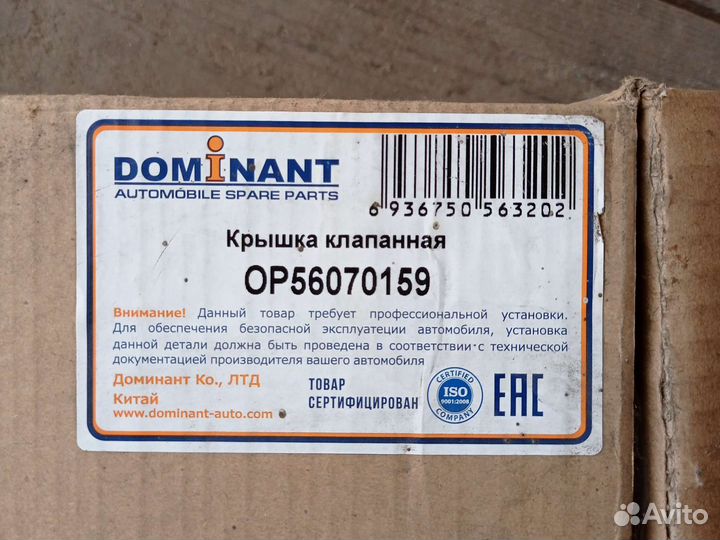 DOMiNANT
AUTOMOBILE SPARE PARTS
6 936750 563202
Крышка клапанная
OP56070159
Внимание! Данный товар требует профессиональной установки.
Для обеспечения безопасной эксплуатеции автомобиля, установка
данной детали должна быть проведена в соответствии с технической
документацией производителя вашего автомобиля
Доминант Ко., ЛТД
Китай
www.dominant-auto.com
ТОВАР
СЕРТИФИЦИРОВАН
CERTIFIED
ISO
9001:2008
COMPANY
EAC
Avito